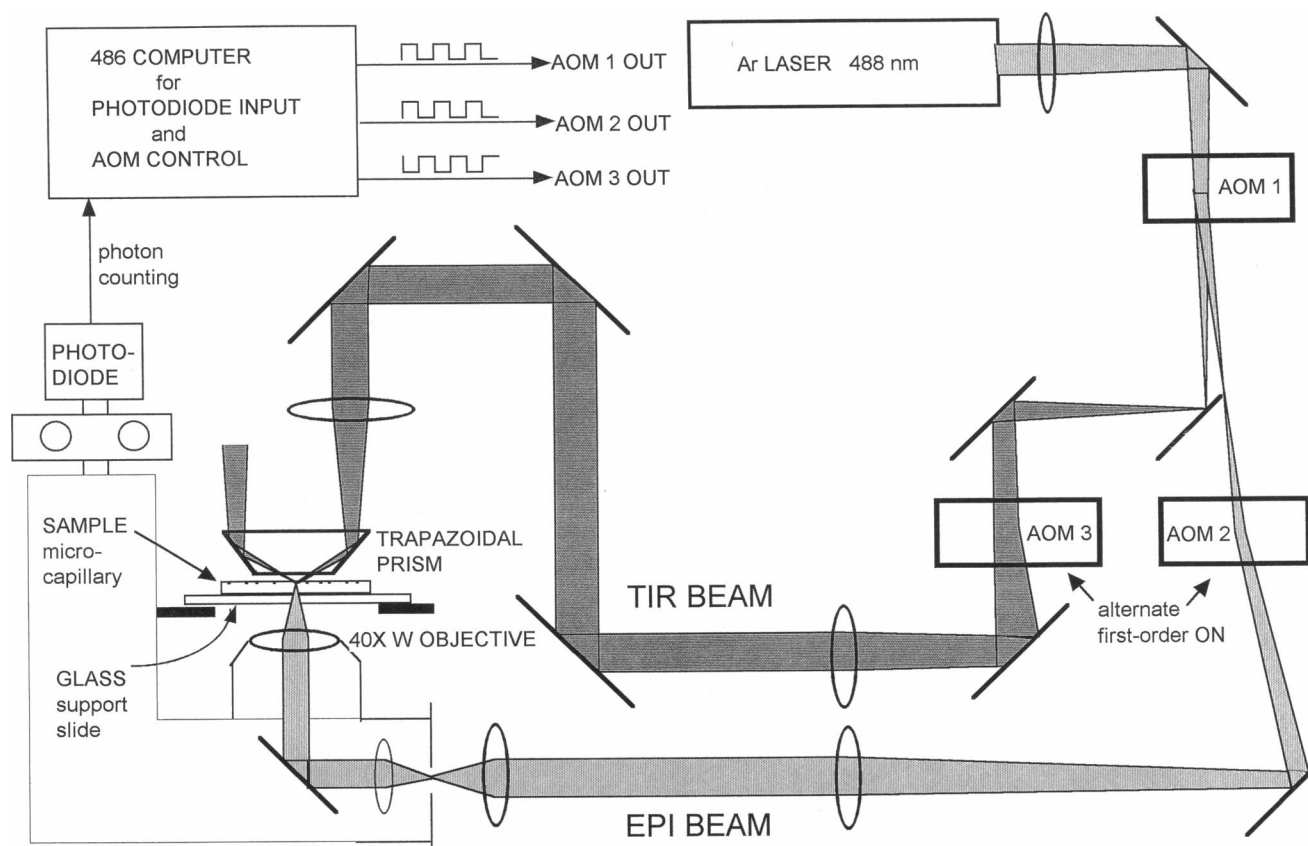 486 COMPUTER
for
PHOTODIODE INPUT
and
AOM CONTROL
AOM 1 OUT
AOM 2 OUT
AOM 3 OUT
Ar LASER 488 nm
AOM 1
photon
counting
PHOTO-
DIODE
SAMPLE
micro-
capillary
TRAPAZOIDAL
PRISM
AOM 3
AOM 2
TIR BEAM
alternate
first-order ON
40X W OBJECTIVE
GLASS
support
slide
EPI BEAM